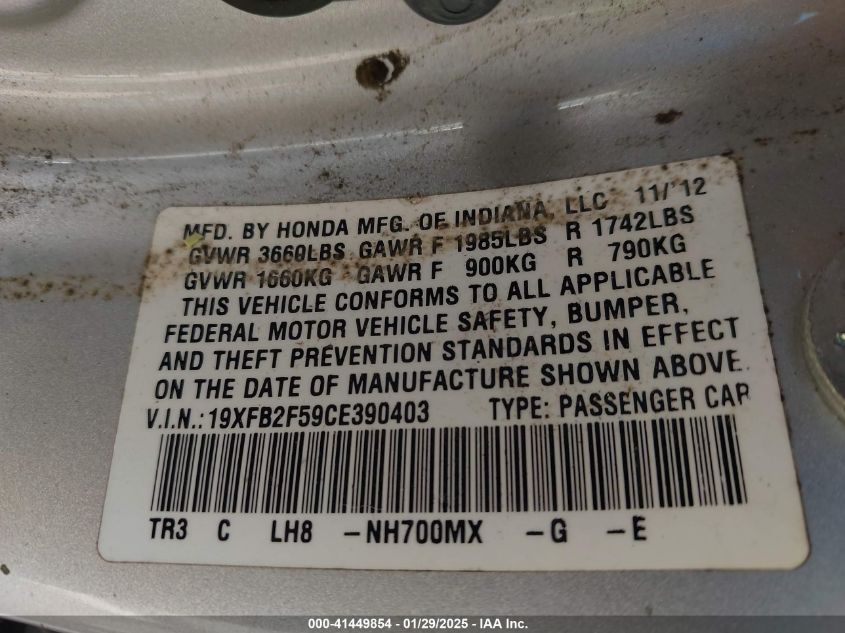 MFD. BY HONDA MFG. OF INDIANA, LLC 11/'12
GVWR 3660LBS GAWR F 1985LBS R 1742LBS
GVWR 1660KG GAWR F 900KG R 790KG
THIS VEHICLE CONFORMS TO ALL APPLICABLE
FEDERAL MOTOR VEHICLE SAFETY, BUMPER,
AND THEFT PREVENTION STANDARDS IN EFFECT
ON THE DATE OF MANUFACTURE SHOWN ABOVE.
V.I.N.:19XFB2F59CE390403 TYPE: PASSENGER CAR
TR3 C LH8 -NH700MX -G -E
000-41449854 - 01/29/2025 - IAA Inc.